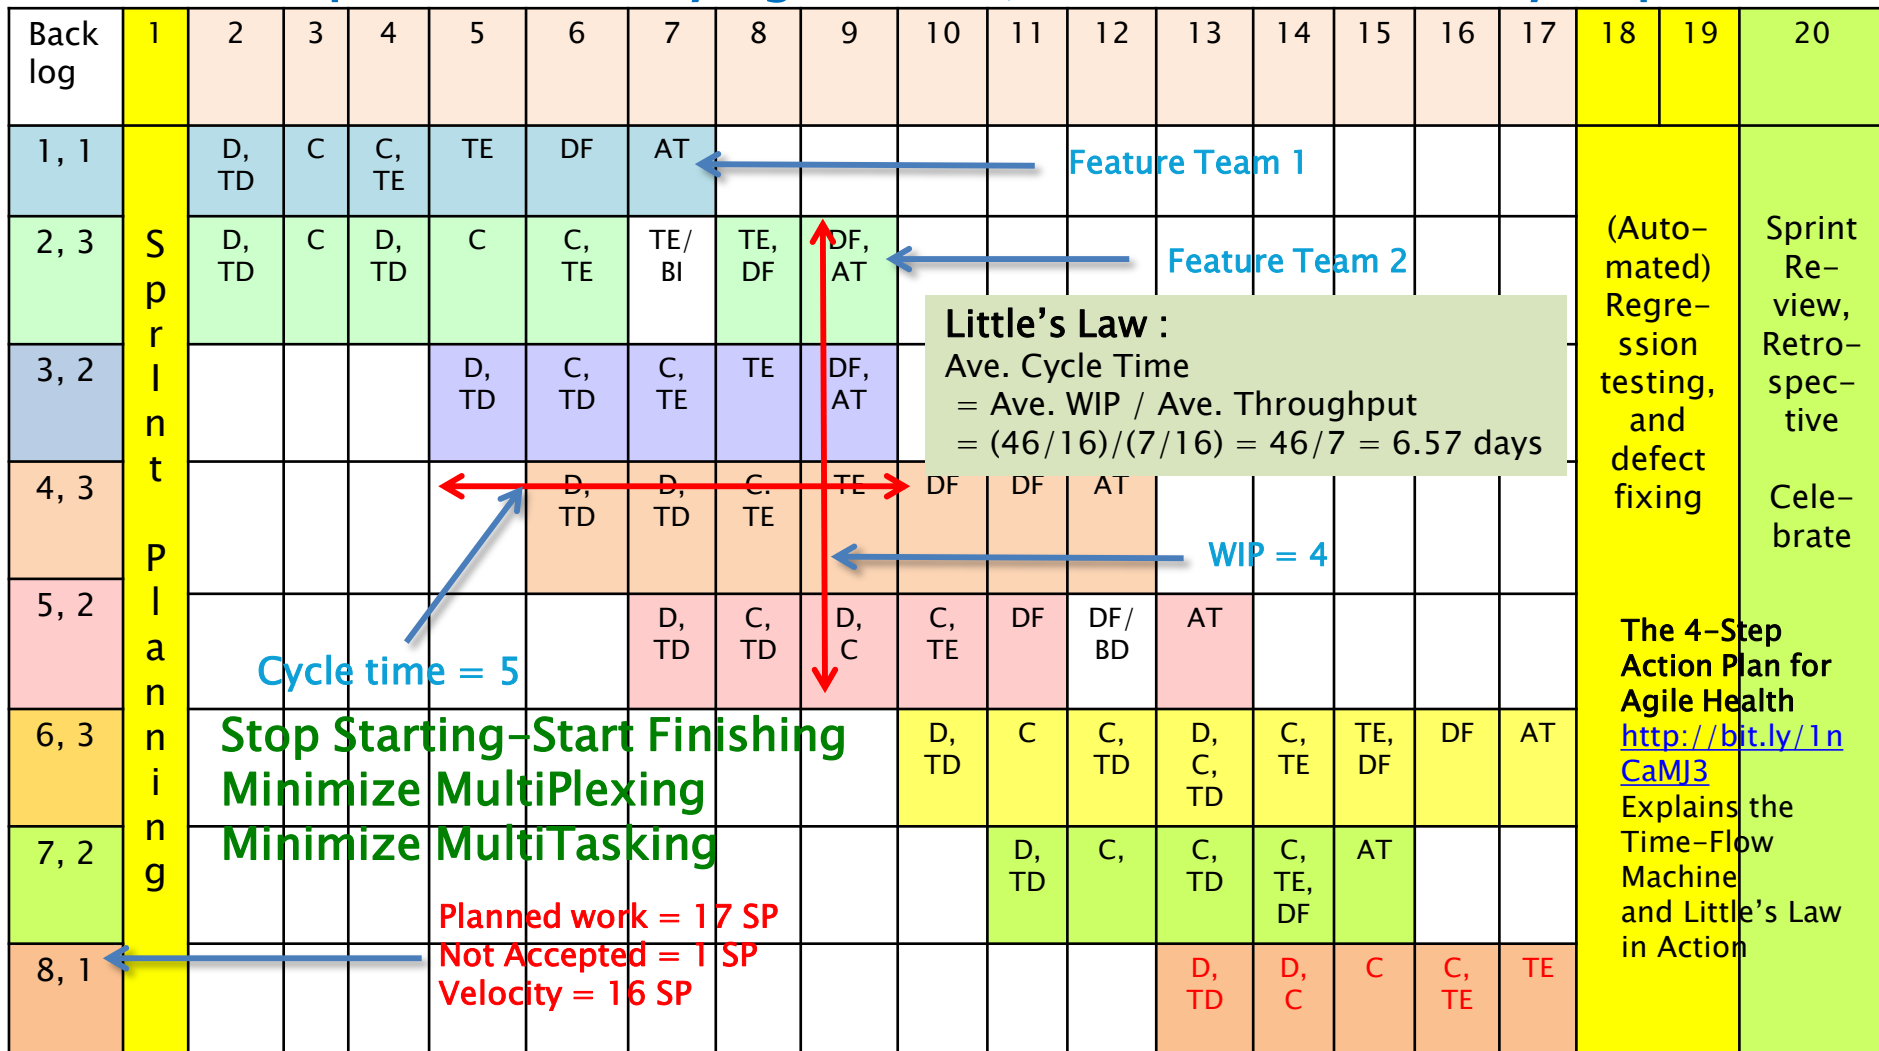 Back log
1
2
3
4
5
6
7
8
9
10
11
12
13
14
15
16
17
18
19
20
SprInt Planning
1, 1
D, TD
C
C, TE
TE
DF
AT
Feature Team 1
2, 3
D, TD
C
D, TD
C
C, TE
TE/ BI
TE, DF
DF, AT
Feature Team 2
Little's Law :
Ave. Cycle Time
= Ave. WIP / Ave. Throughput
= (46/16)/(7/16) = 46/7 = 6.57 days
3, 2
D, TD
C, TD
C, TE
TE
DF, AT
4, 3
D, TD
D, TD
C. TE
TE
DF
DF
AT
WIP = 4
5, 2
D, TD
C, TD
D, C
C, TE
DF
DF/ BD
AT
Cycle time = 5
6, 3
Stop Starting-Start Finishing
Minimize MultiPlexing
Minimize MultiTasking
D, TD
C
C, TD
D, C, TD
C, TE
TE, DF
DF
AT
7, 2
D, TD
C,
C, TD
C, TE, DF
AT
Planned work = 17 SP
Not Accepted = 1 SP
Velocity = 16 SP
8, 1
D, TD
D, C
C
C, TE
TE
(Auto-
mated)
Regre-
ssion
testing,
and
defect
fixing
Sprint
Re-
view,
Retro-
spec-
tive
Cele-
brate
The 4-Step
Action Plan for
Agile Health
http://bit.ly/1n
CaMJ3
Explains the
Time-Flow
Machine
and Little's Law
in Action